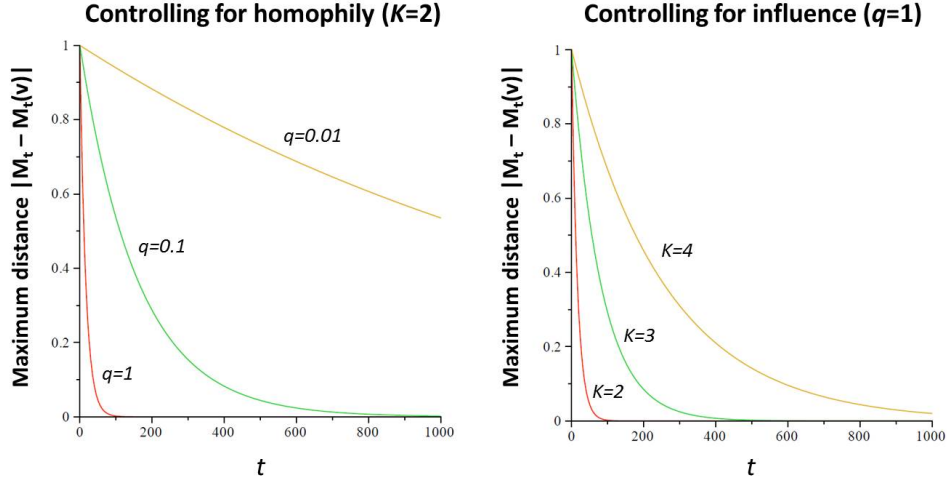 Controlling for homophily (K=2)
Maximum distance |Mt – Mt(v)|
1
0.8
0.6
0.4
0.2
0
q=0.01
q=0.1
q=1
0 200 400 600 800 1000
t
Controlling for influence (q=1)
Maximum distance |Mt – Mt(v)|
1
0.8
0.6
0.4
0.2
0
K=4
K=3
K=2
0 200 400 600 800 1000
t